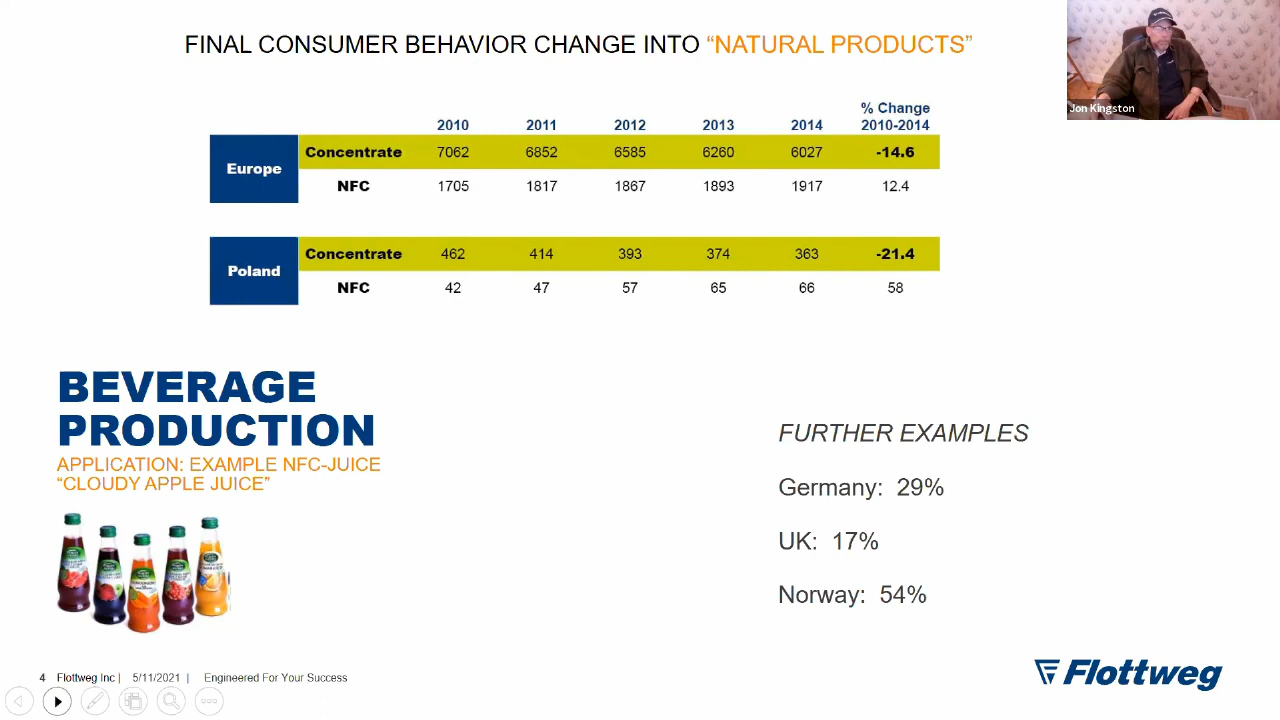 FINAL CONSUMER BEHAVIOR CHANGE INTO “NATURAL PRODUCTS”
Jon Kingston
2010 2011 2012 2013 2014 % Change 2010-2014
Europe
Concentrate 7062 6852 6585 6260 6027 -14.6
NFC 1705 1817 1867 1893 1917 12.4
Poland
Concentrate 462 414 393 374 363 -21.4
NFC 42 47 57 65 66 58
BEVERAGE
PRODUCTION
APPLICATION: EXAMPLE NFC-JUICE
“CLOUDY APPLE JUICE”
FURTHER EXAMPLES
Germany: 29%
UK: 17%
Norway: 54%
4 Flottweg Inc | 5/11/2021 | Engineered For Your Success
Flottweg